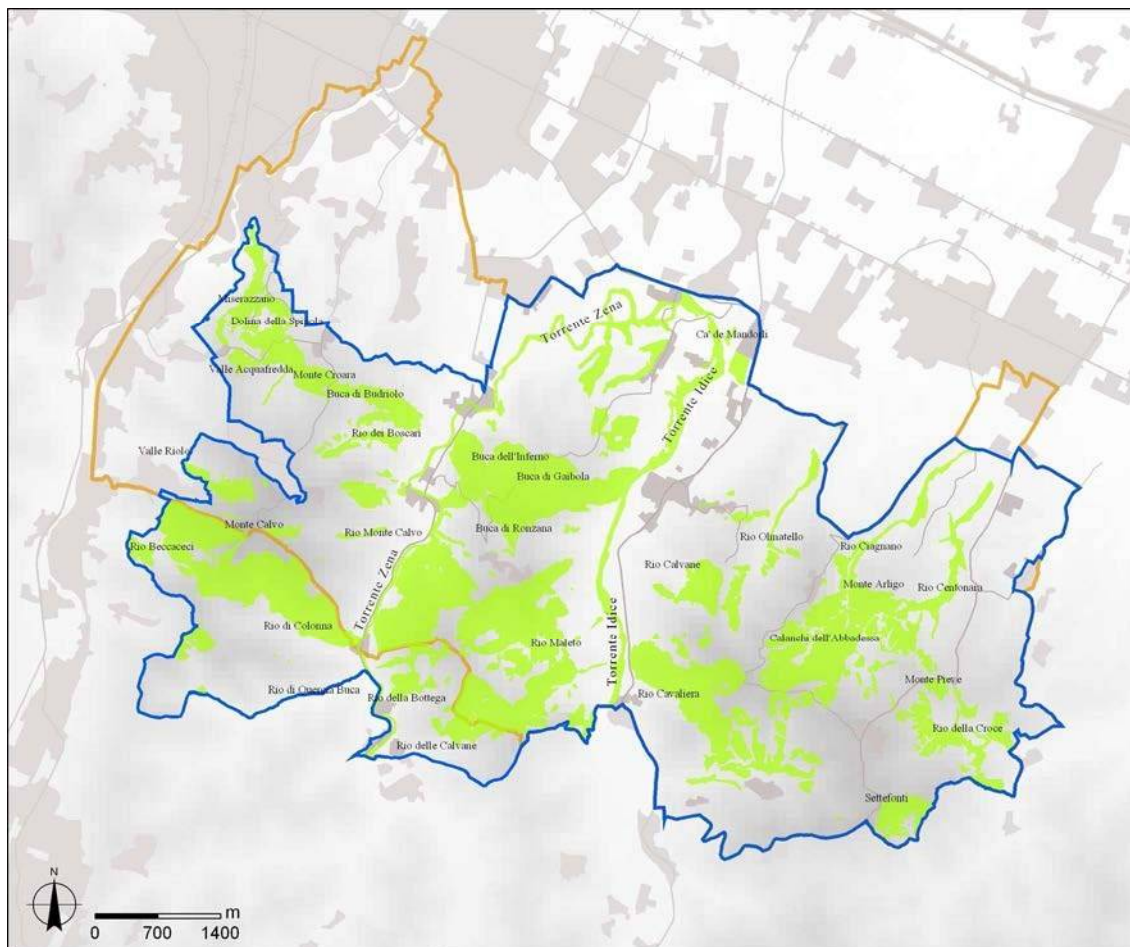 Miserazzano
Torrente Zena
Dolina della Spipola
Ca' de Mandorli
Valle Acquafredda
Monte Croara
Buca di Budriolo
Torrente Idice
Rio dei Boscari
Valle Riolo
Buca dell'Inferno
Buca di Gaibola
Monte Calvo
Rio Monte Calvo
Buca di Ronzana
Rio Olmatello
Rio Beccaceci
Rio Ciagnano
Rio Calvane
Monte Arligo
Rio Centonara
Torrente Zena
Rio di Colonna
Rio Maleto
Calanchi dell'Abbadessa
Torrente Idice
Rio di Quercia Buca
Rio della Bottega
Rio Cavaliera
Monte Pieve
Rio della Croce
Rio delle Calvane
Settefonti
N
m
0 700 1400